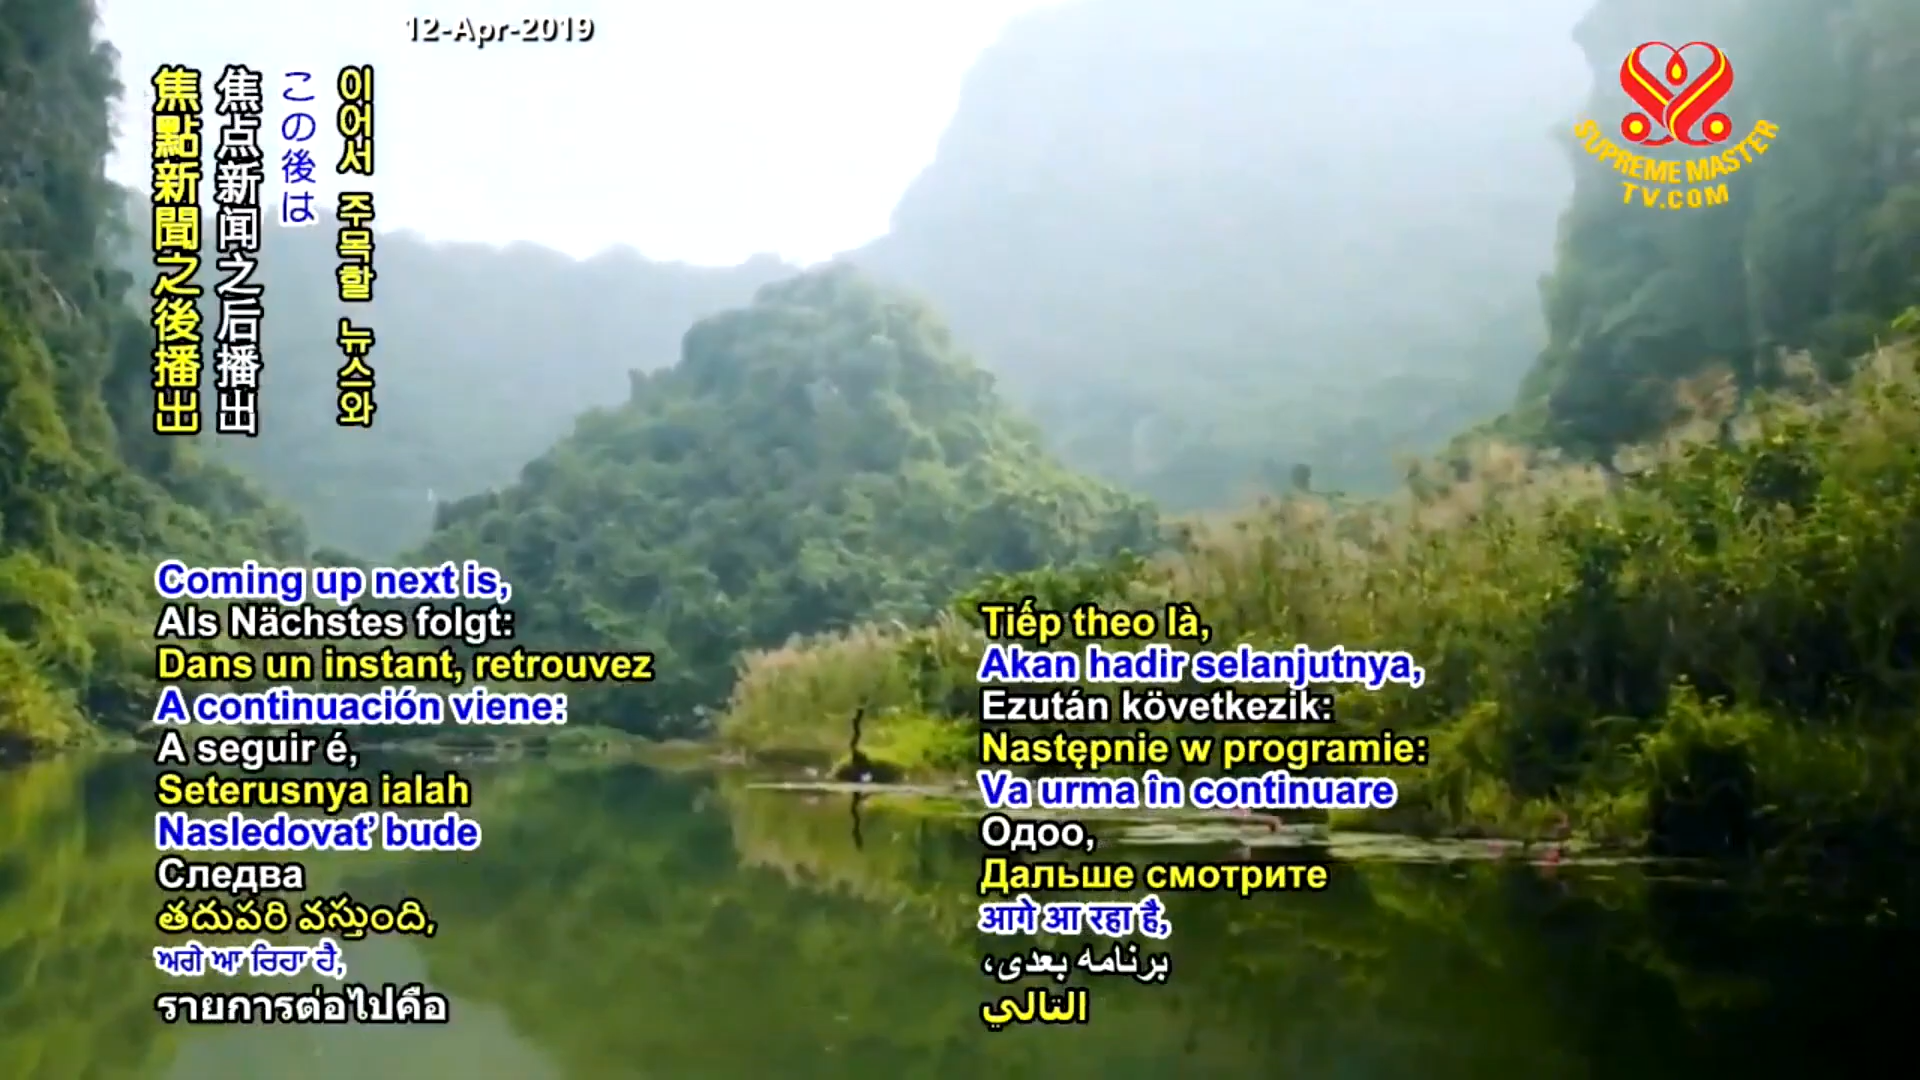 12-Apr-2019
SUPREME MASTER
TV.COM
焦點新聞之後播出
焦点新闻之后播出
この後は
이어서 주목할 뉴스와
Coming up next is,
Als Nächstes folgt:
Dans un instant, retrouvez
A continuación viene:
A seguir é,
Seterusnya ialah
Nasledovať bude
Следва
తదుపరి వస్తుంది,
ਅਗੇ ਆ ਰਿਹਾ ਹੈ,
รายการต่อไปคือ
Tiếp theo là,
Akan hadir selanjutnya,
Ezután következik:
Następnie w programie:
Va urma în continuare
Одоо,
Дальше смотрите
आगे आ रहा है,
برنامه بعدی،
التالي